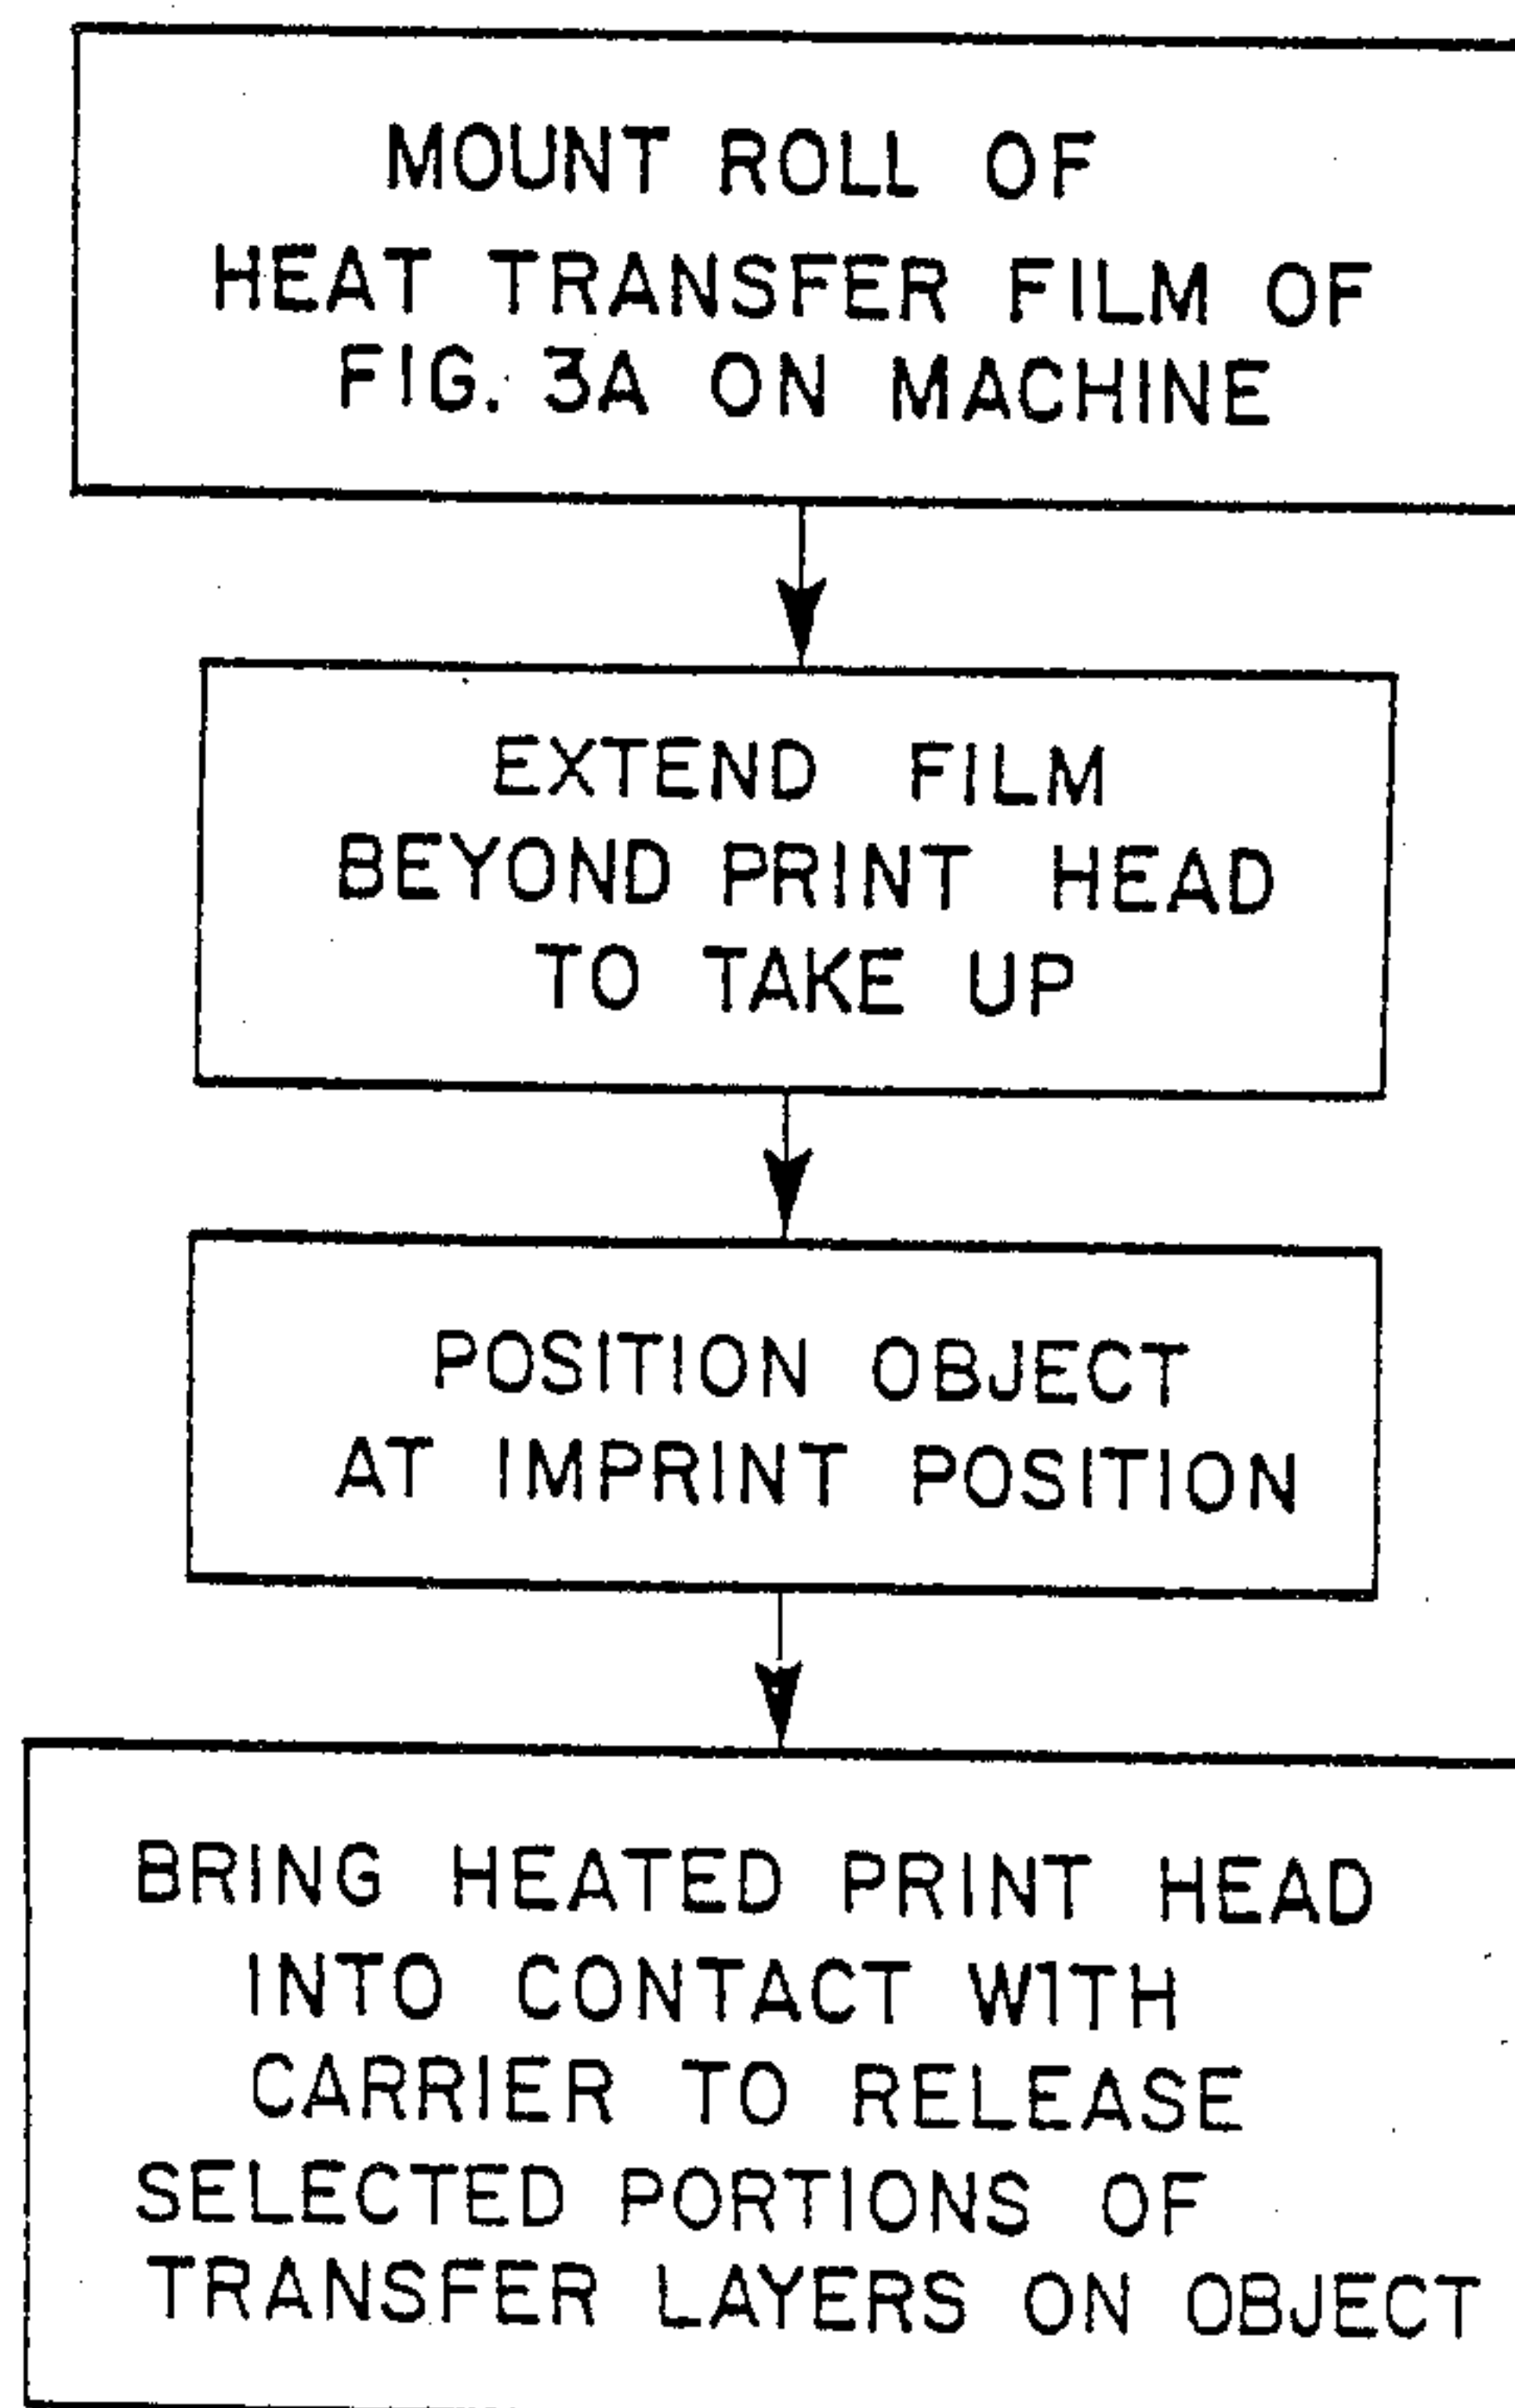 MOUNT ROLL OF
HEAT TRANSFER FILM OF
FIG. 3A ON MACHINE
EXTEND FILM
BEYOND PRINT HEAD
TO TAKE UP
POSITION OBJECT
AT IMPRINT POSITION
BRING HEATED PRINT HEAD
INTO CONTACT WITH
CARRIER TO RELEASE
SELECTED PORTIONS OF
TRANSFER LAYERS ON OBJECT